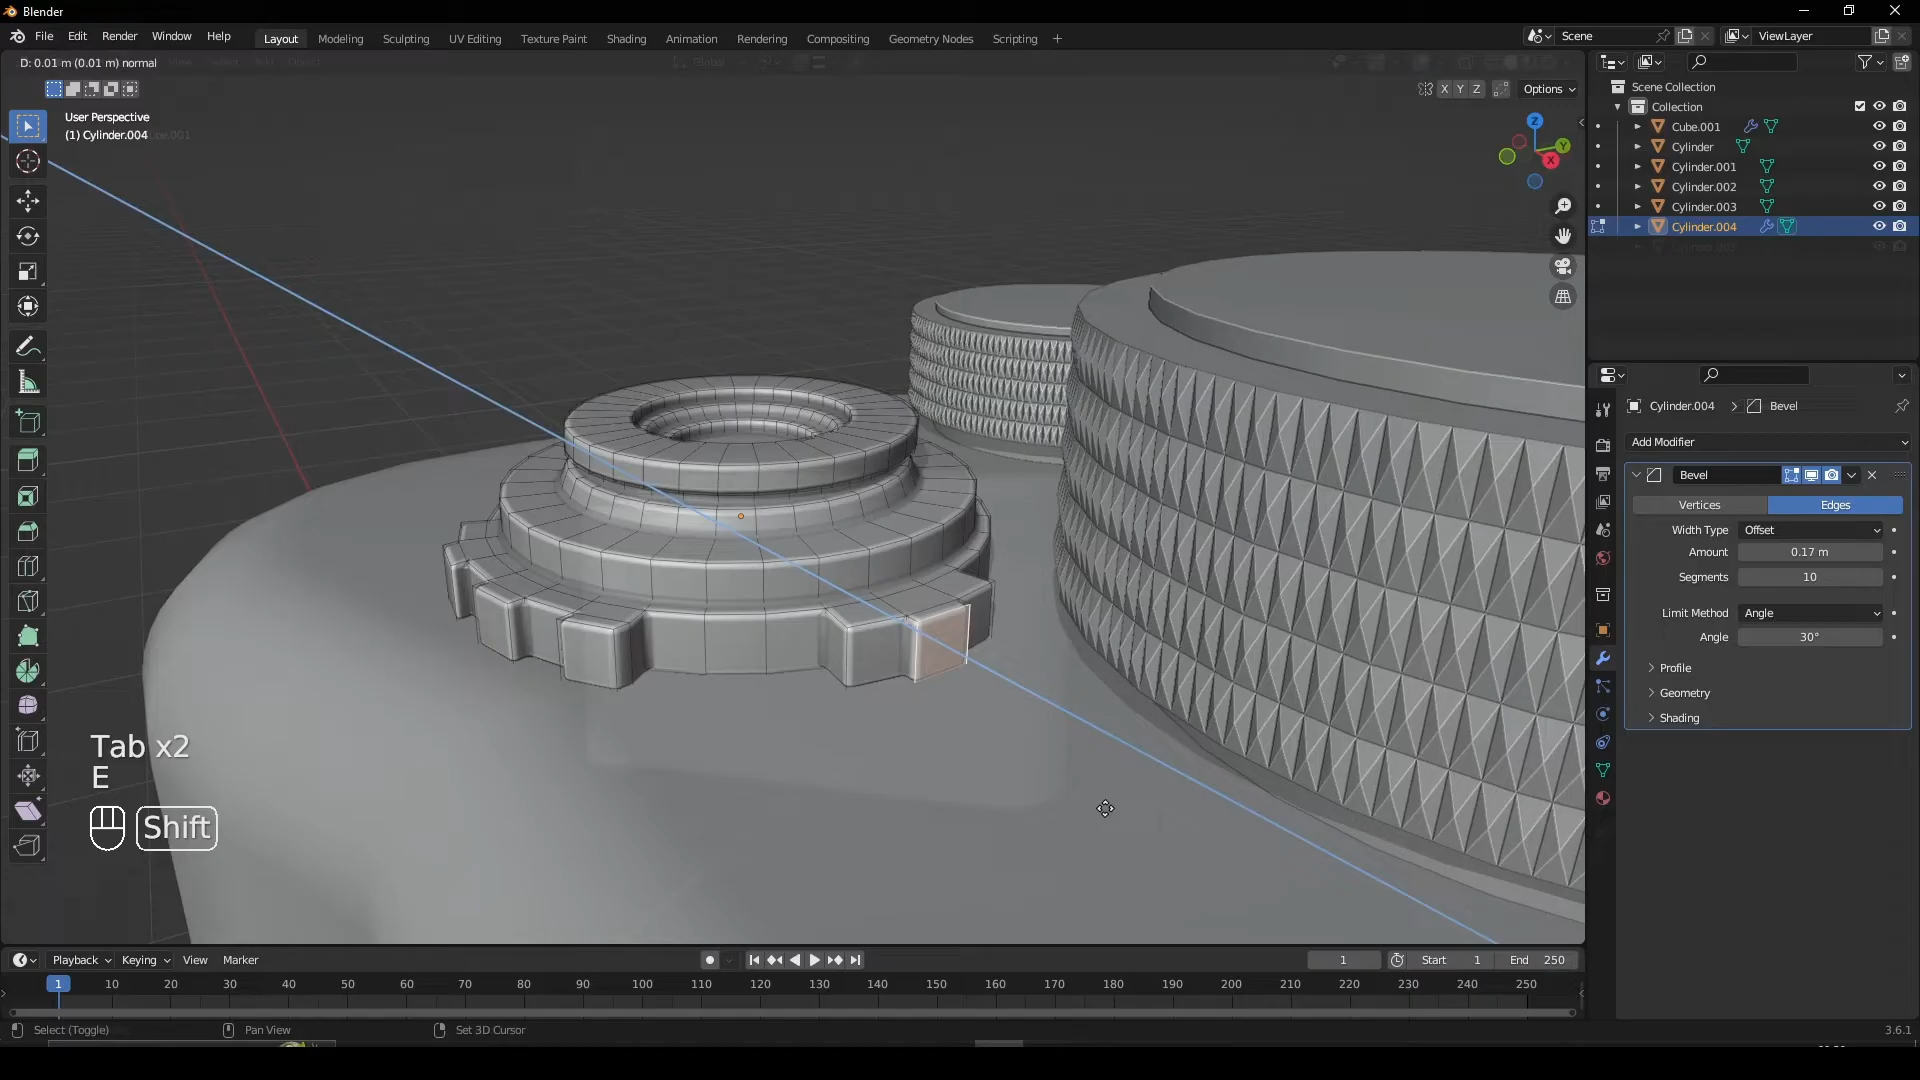 Blender
File Edit Render Window Help
Layout Modeling Sculpting UV Editing Texture Paint Shading Animation Rendering Compositing Geometry Nodes Scripting
Scene
ViewLayer
D: 0.01 m (0.01 m) normal
Global
X Y Z
Options
User Perspective
(1) Cylinder.004
Z
Y
X
Scene Collection
Collection
Cube.001
Cylinder
Cylinder.001
Cylinder.002
Cylinder.003
Cylinder.004
Cylinder.004 Bevel
Add Modifier
Bevel
Vertices Edges
Width Type Offset
Amount 0.17 m
Segments 10
Limit Method Angle
Angle 30°
Profile
Geometry
Shading
Tab x2
E
Shift
Playback Keying View Marker
1 Start 1 End 250
1 10 20 30 40 50 60 70 80 90 100 110 120 130 140 150 160 170 180 190 200 210 220 230 240 250
Select (Toggle) Pan View Set 3D Cursor
3.6.1